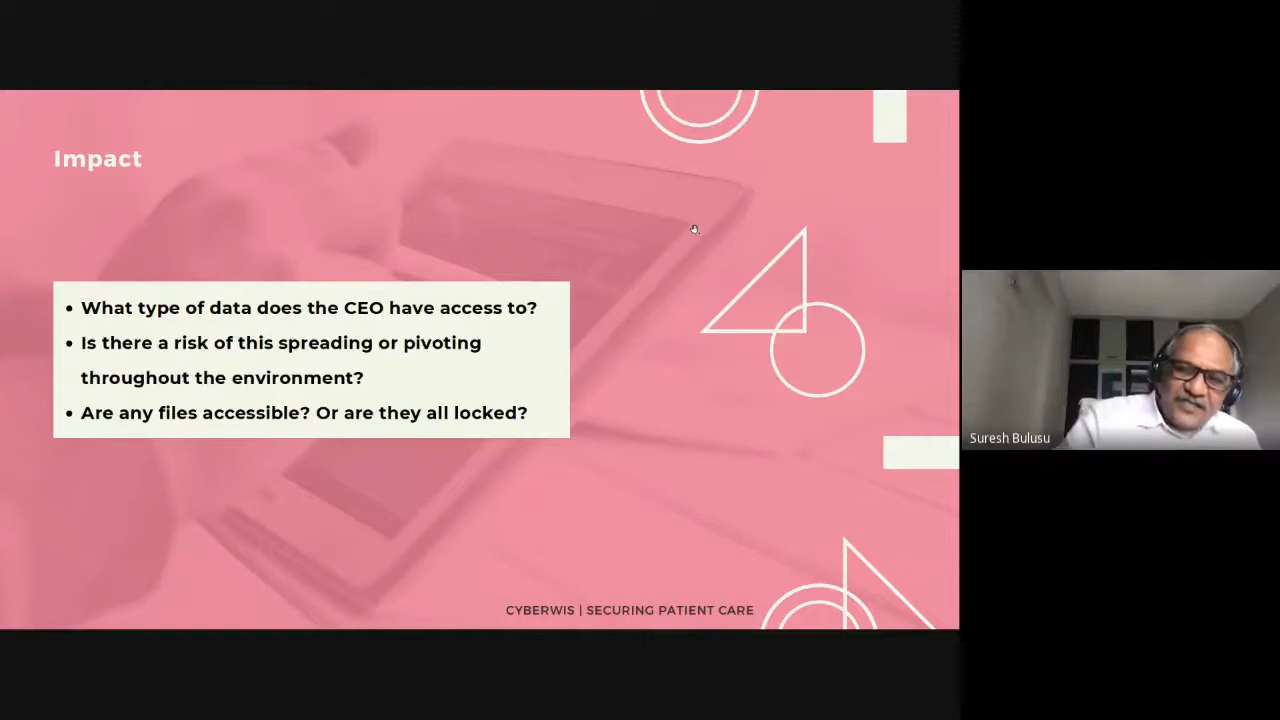 Impact
• What type of data does the CEO have access to?
• Is there a risk of this spreading or pivoting
throughout the environment?
• Are any files accessible? Or are they all locked?
CYBERWIS | SECURING PATIENT CARE
Suresh Bulusu